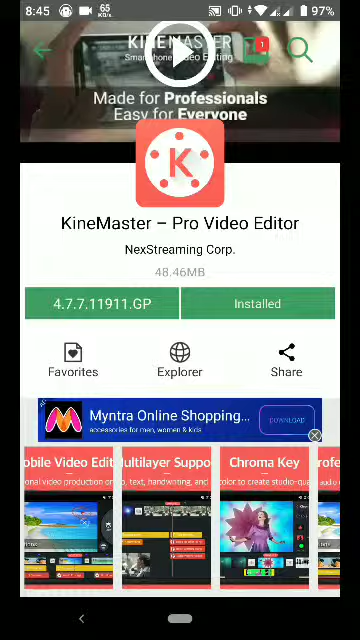 8:45
65
KB/s
97%
KINEMASTER
Smartphone Video Editing
1
Made for Professionals
Easy for Everyone
K
KineMaster – Pro Video Editor
NexStreaming Corp.
48.46MB
4.7.7.11911.GP
Installed
Favorites
Explorer
Share
Myntra Online Shopping...
accessories for men, women & kids
DOWNLOAD
obile Video Edit
Multilayer Suppo
Chroma Key
rofe
onal video production on
o, text, handwriting, and
color to create studio-qua